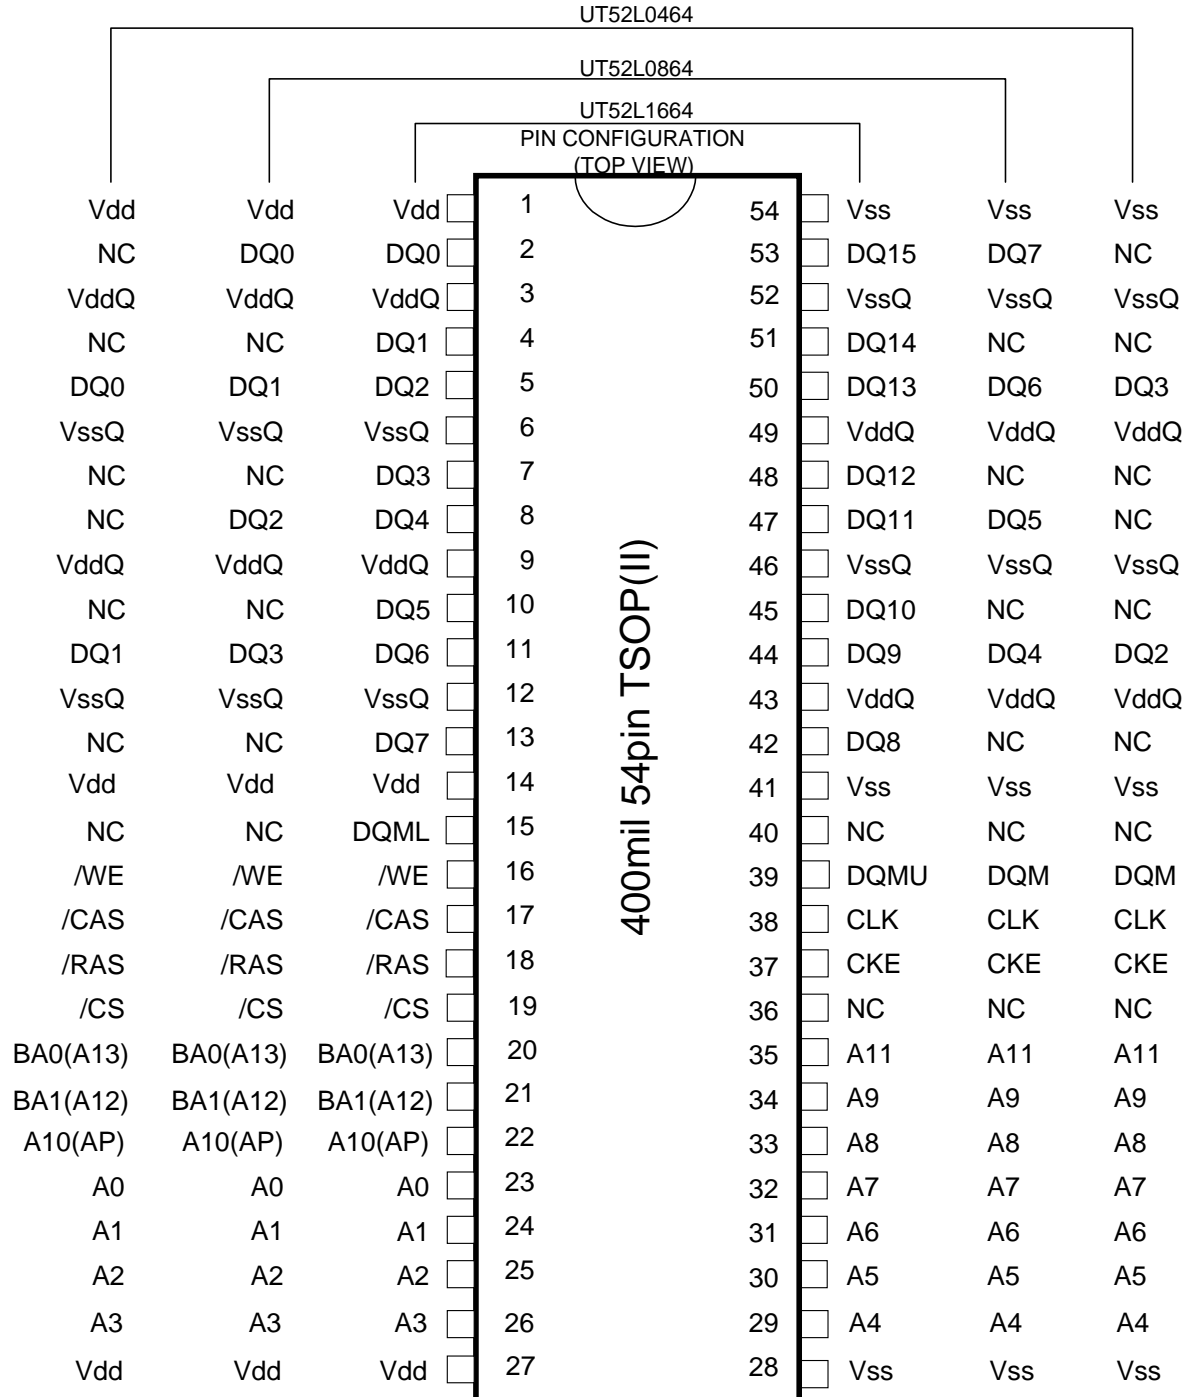 UT52L0464
UT52L0864
UT52L1664
PIN CONFIGURATION
(TOP VIEW)
Vdd Vdd Vdd 1 54 Vss Vss Vss
NC DQ0 DQ0 2 53 DQ15 DQ7 NC
VddQ VddQ VddQ 3 52 VssQ VssQ VssQ
NC NC DQ1 4 51 DQ14 NC NC
DQ0 DQ1 DQ2 5 50 DQ13 DQ6 DQ3
VssQ VssQ VssQ 6 49 VddQ VddQ VddQ
NC NC DQ3 7 48 DQ12 NC NC
NC DQ2 DQ4 8 47 DQ11 DQ5 NC
VddQ VddQ VddQ 9 46 VssQ VssQ VssQ
NC NC DQ5 10 45 DQ10 NC NC
DQ1 DQ3 DQ6 11 44 DQ9 DQ4 DQ2
VssQ VssQ VssQ 12 43 VddQ VddQ VddQ
NC NC DQ7 13 42 DQ8 NC NC
Vdd Vdd Vdd 14 41 Vss Vss Vss
NC NC DQML 15 40 NC NC NC
/WE /WE /WE 16 39 DQMU DQM DQM
/CAS /CAS /CAS 17 38 CLK CLK CLK
/RAS /RAS /RAS 18 37 CKE CKE CKE
/CS /CS /CS 19 36 NC NC NC
BA0(A13) BA0(A13) BA0(A13) 20 35 A11 A11 A11
BA1(A12) BA1(A12) BA1(A12) 21 34 A9 A9 A9
A10(AP) A10(AP) A10(AP) 22 33 A8 A8 A8
A0 A0 A0 23 32 A7 A7 A7
A1 A1 A1 24 31 A6 A6 A6
A2 A2 A2 25 30 A5 A5 A5
A3 A3 A3 26 29 A4 A4 A4
Vdd Vdd Vdd 27 28 Vss Vss Vss
400mil 54pin TSOP(II)